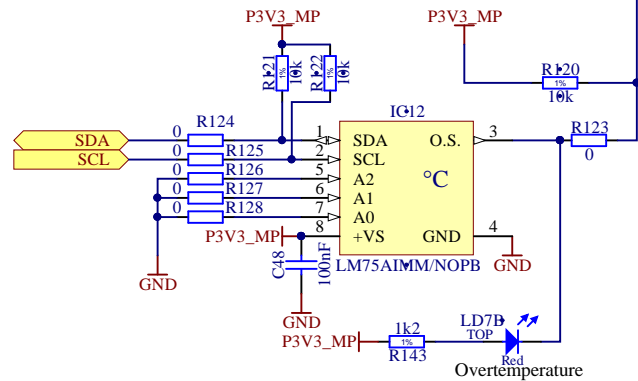 P3V3_MP
P3V3_MP
R121
1%
10k
R122
1%
10k
R120
1%
10k
IC12
SDA
SCL
0
R124
0
R125
0
R126
0
R127
0
R128
1
2
5
6
7
8
SDA
SCL
A2
A1
A0
+VS
O.S.
°C
GND
3
4
R123
0
P3V3_MP
LM75AIMM/NOPB
GND
GND
C48
100nF
GND
P3V3_MP
1k2
1%
R143
LD7B
TOP
Red
Overtemperature